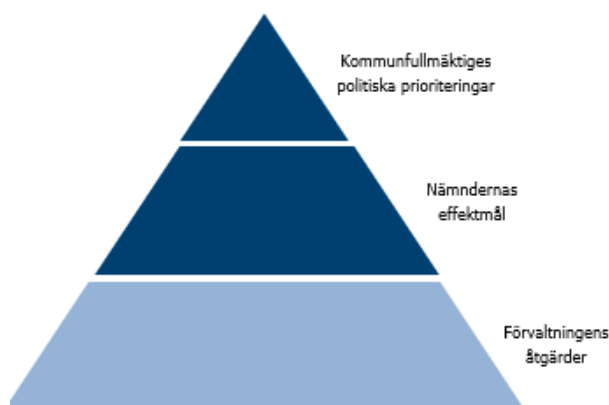 Kommunfullmäktiges
politiska prioriteringar
Nämndernas
effektmål
Förvaltningens
åtgärder